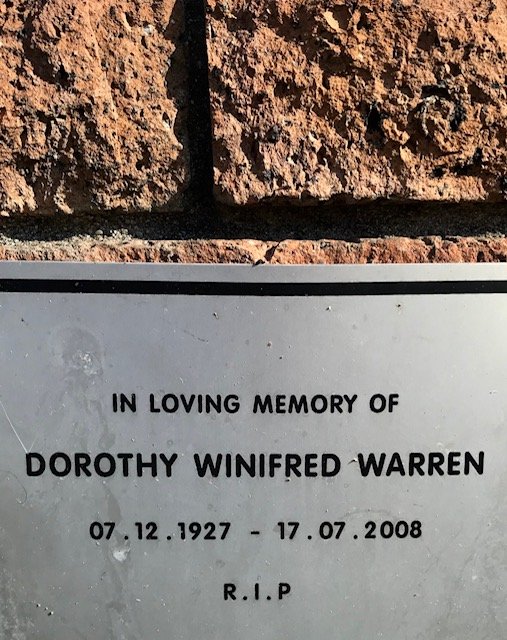 IN LOVING MEMORY OF
DOROTHY WINIFRED WARREN
07.12.1927 - 17.07.2008
R.I.P